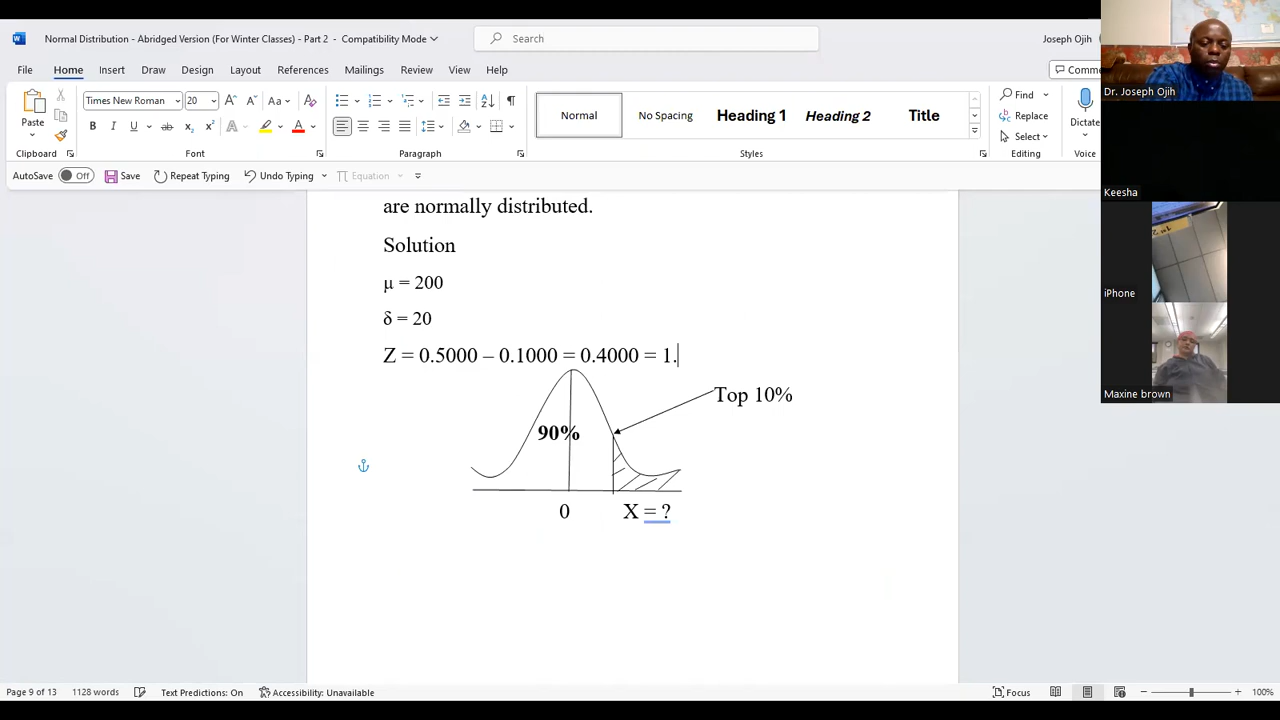 Normal Distribution - Abridged Version (For Winter Classes) - Part 2 - Compatibility Mode
Search
Joseph Ojih
File Home Insert Draw Design Layout References Mailings Review View Help
Comme
Times New Roman 20
Paste
B I U ab x₂ x² A A
Normal No Spacing Heading 1 Heading 2 Title
Find
Replace
Select
Dictate
Clipboard Font Paragraph Styles Editing Voice
AutoSave Off Save Repeat Typing Undo Typing Equation
are normally distributed.
Solution
μ = 200
δ = 20
Z = 0.5000 – 0.1000 = 0.4000 = 1.
Top 10%
90%
0 X = ?
Page 9 of 13 1128 words Text Predictions: On Accessibility: Unavailable Focus 100%
Dr. Joseph Ojih
Keesha
iPhone
Maxine brown